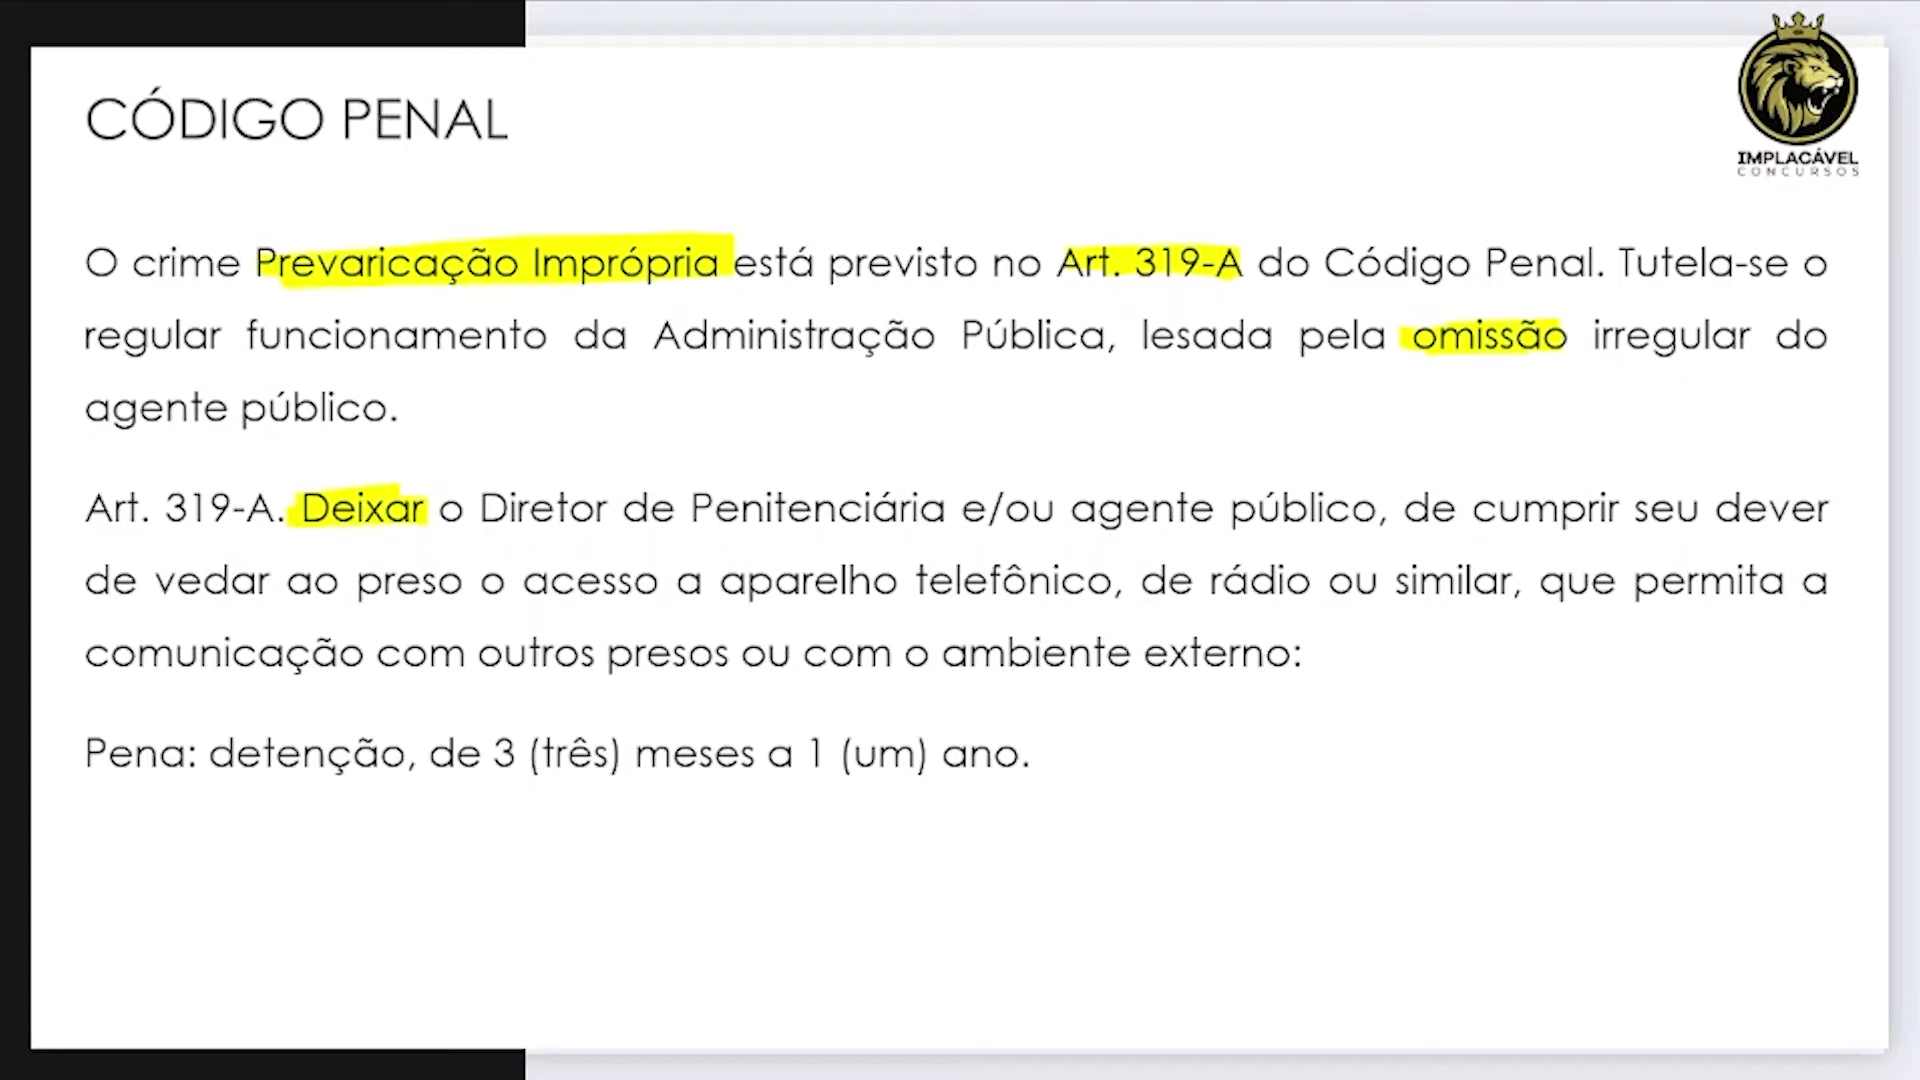 IMPLACÁVEL
CONCURSOS
CÓDIGO PENAL
O crime Prevaricação Imprópria está previsto no Art. 319-A do Código Penal. Tutela-se o
regular funcionamento da Administração Pública, lesada pela omissão irregular do
agente público.
Art. 319-A. Deixar o Diretor de Penitenciária e/ou agente público, de cumprir seu dever
de vedar ao preso o acesso a aparelho telefônico, de rádio ou similar, que permita a
comunicação com outros presos ou com o ambiente externo:
Pena: detenção, de 3 (três) meses a 1 (um) ano.